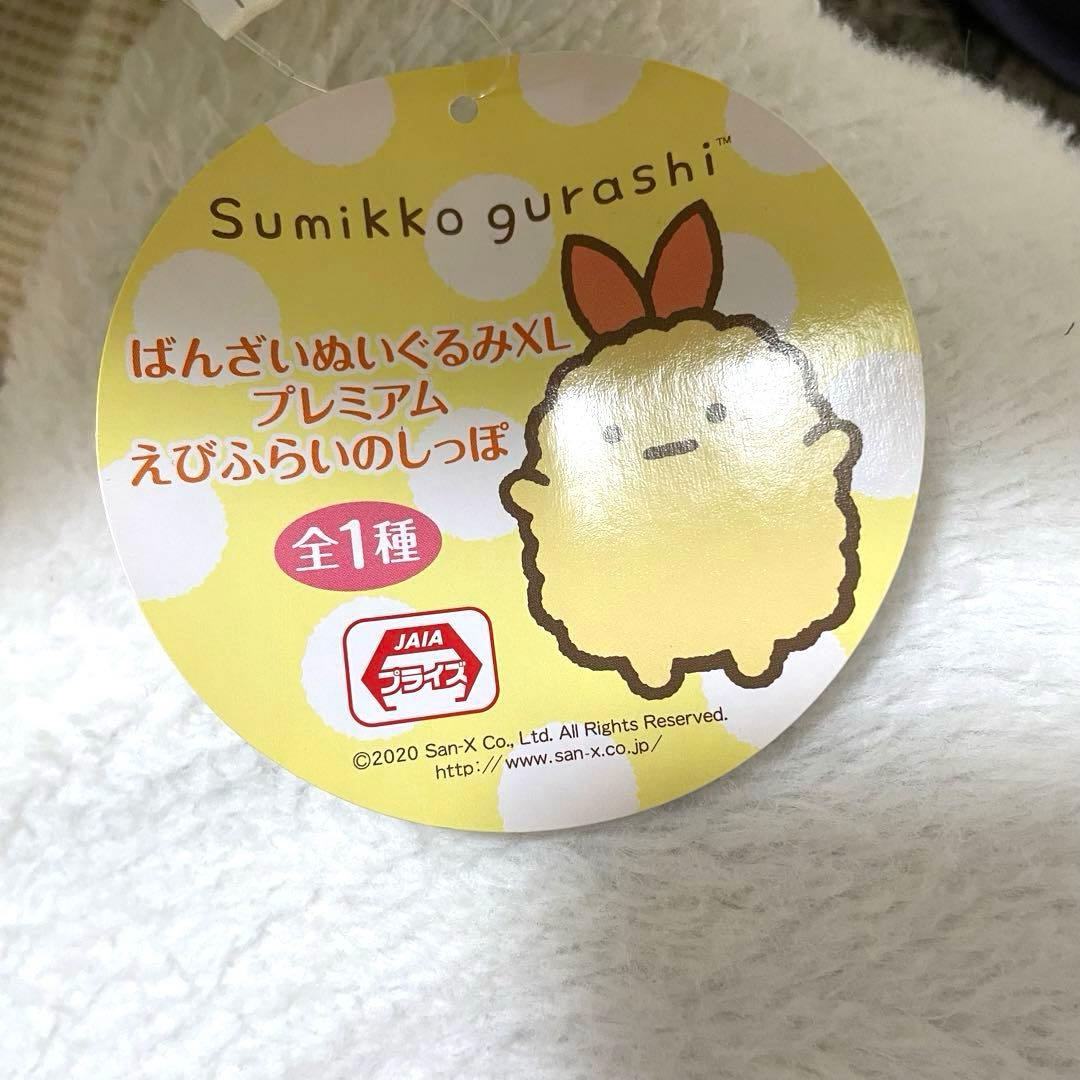 Sumikko gurashi™
ばんざいぬいぐるみXL
プレミアム
えびふらいのしっぽ
全1種
JAIA
プライズ
©2020 San-X Co., Ltd. All Rights Reserved.
http://www.san-x.co.jp/